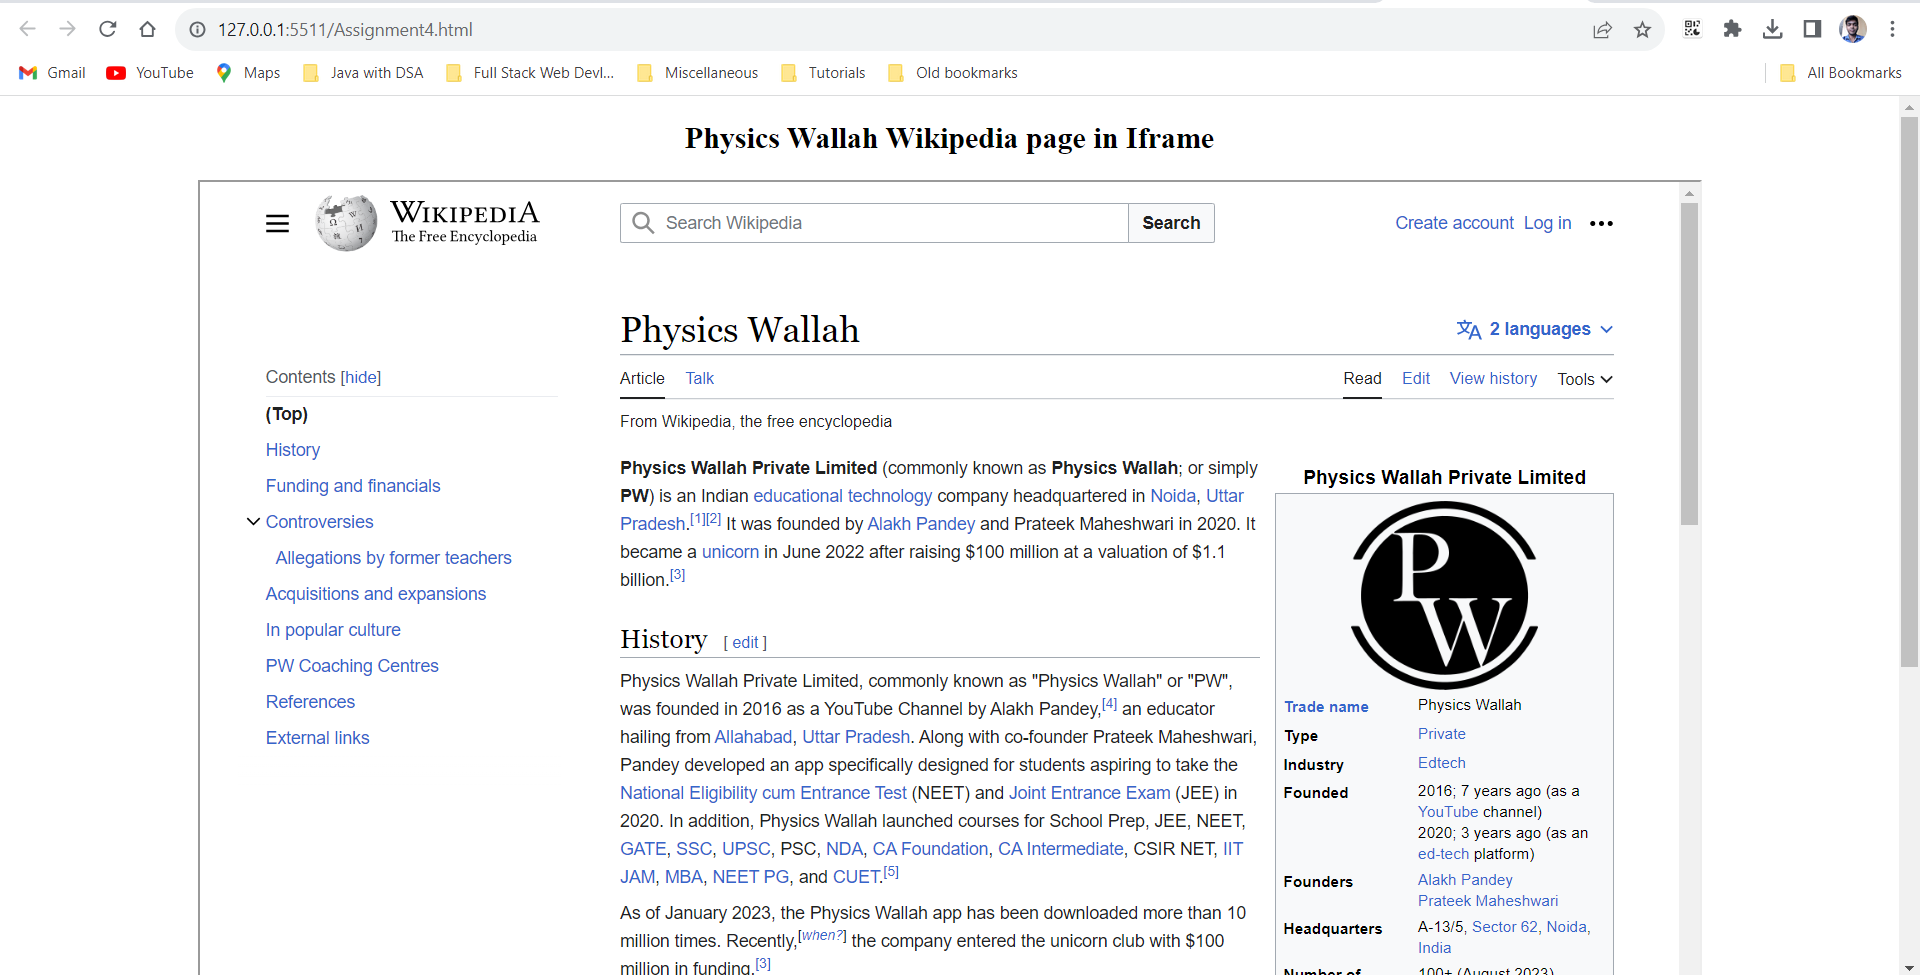 127.0.0.1:5511/Assignment4.html
Gmail YouTube Maps Java with DSA Full Stack Web Devl... Miscellaneous Tutorials Old bookmarks All Bookmarks
Physics Wallah Wikipedia page in Iframe
WIKIPEDIA
The Free Encyclopedia
Search Wikipedia Search
Create account Log in
Physics Wallah
2 languages
Contents [hide]
(Top)
History
Funding and financials
Controversies
Allegations by former teachers
Acquisitions and expansions
In popular culture
PW Coaching Centres
References
External links
Article Talk Read Edit View history Tools
From Wikipedia, the free encyclopedia
Physics Wallah Private Limited (commonly known as Physics Wallah; or simply
PW) is an Indian educational technology company headquartered in Noida, Uttar
Pradesh.[1][2] It was founded by Alakh Pandey and Prateek Maheshwari in 2020. It
became a unicorn in June 2022 after raising $100 million at a valuation of $1.1
billion.[3]
History [ edit ]
Physics Wallah Private Limited, commonly known as "Physics Wallah" or "PW",
was founded in 2016 as a YouTube Channel by Alakh Pandey,[4] an educator
hailing from Allahabad, Uttar Pradesh. Along with co-founder Prateek Maheshwari,
Pandey developed an app specifically designed for students aspiring to take the
National Eligibility cum Entrance Test (NEET) and Joint Entrance Exam (JEE) in
2020. In addition, Physics Wallah launched courses for School Prep, JEE, NEET,
GATE, SSC, UPSC, PSC, NDA, CA Foundation, CA Intermediate, CSIR NET, IIT
JAM, MBA, NEET PG, and CUET.[5]
As of January 2023, the Physics Wallah app has been downloaded more than 10
million times. Recently,[when?] the company entered the unicorn club with $100
million in funding.[3]
Physics Wallah Private Limited
PW
Trade name Physics Wallah
Type Private
Industry Edtech
Founded 2016; 7 years ago (as a
YouTube channel)
2020; 3 years ago (as an
ed-tech platform)
Founders Alakh Pandey
Prateek Maheshwari
Headquarters A-13/5, Sector 62, Noida,
India
Number of 100+ (August 2023)